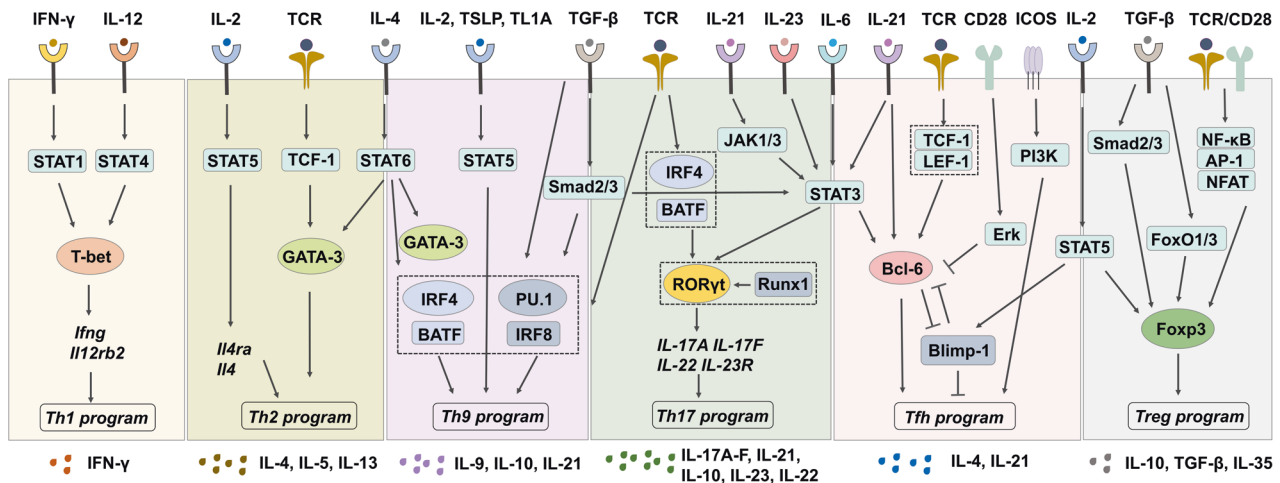 IFN-γ
IL-12
IL-2
TCR
IL-4
IL-2, TSLP, TL1A
TGF-β
TCR
IL-21
IL-23
IL-6
IL-21
TCR
CD28
ICOS
IL-2
TGF-β
TCR/CD28
STAT1
STAT4
T-bet
Ifng
Il12rb2
Th1 program
IFN-γ
STAT5
TCF-1
STAT6
GATA-3
Il4ra
Il4
Th2 program
IL-4, IL-5, IL-13
STAT5
Smad2/3
GATA-3
IRF4
BATF
PU.1
IRF8
Th9 program
IL-9, IL-10, IL-21
JAK1/3
IRF4
BATF
STAT3
RORγt
Runx1
IL-17A IL-17F
IL-22 IL-23R
Th17 program
IL-17A-F, IL-21,
IL-10, IL-23, IL-22
TCF-1
LEF-1
PI3K
Erk
Bcl-6
Blimp-1
Tfh program
IL-4, IL-21
STAT5
Smad2/3
NF-κB
AP-1
NFAT
FoxO1/3
Foxp3
Treg program
IL-10, TGF-β, IL-35